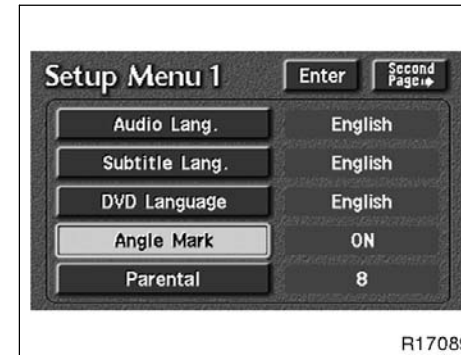 Setup Menu 1 Enter Second Page
Audio Lang. English
Subtitle Lang. English
DVD Language English
Angle Mark ON
Parental 8
R17089